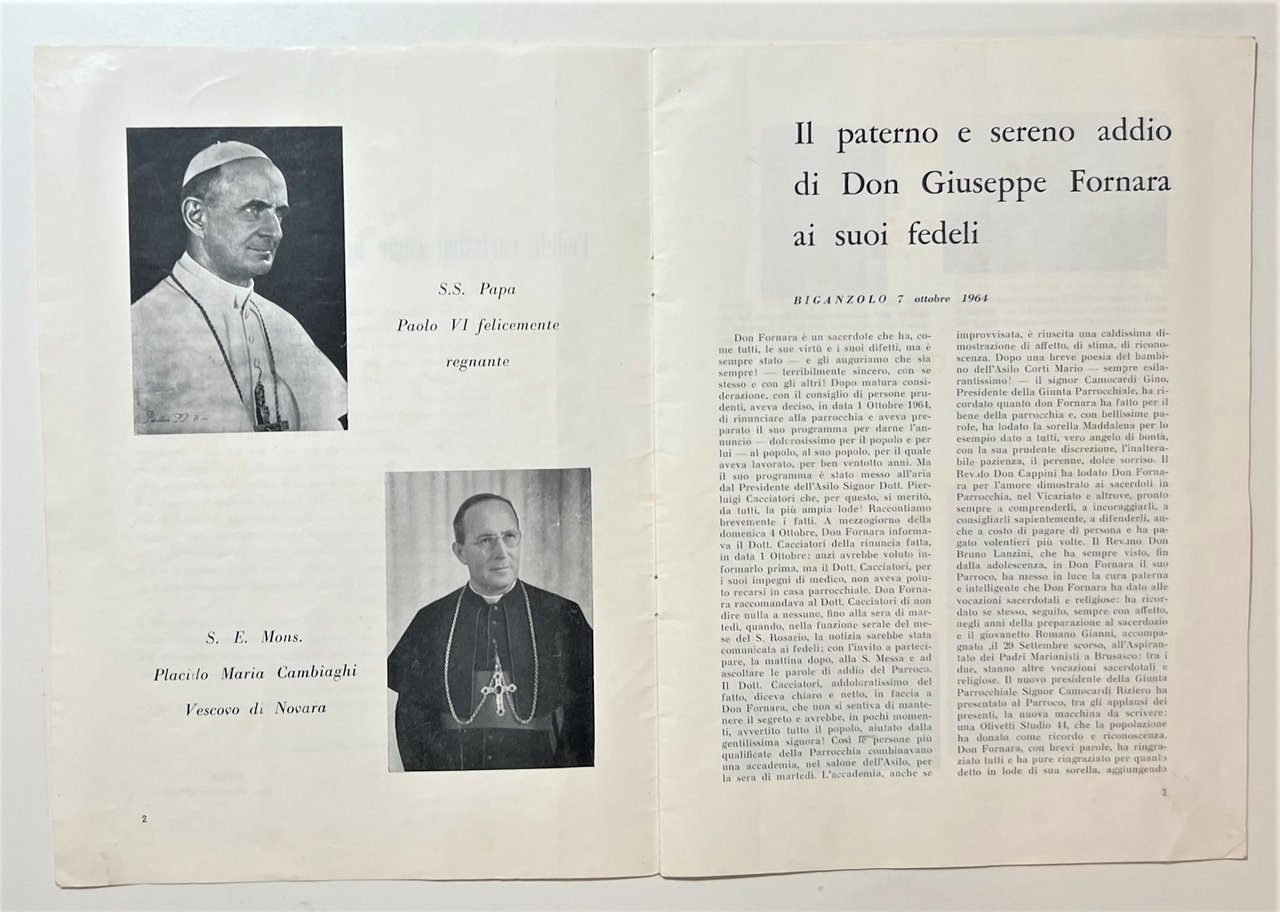 S.S. Papa
Paolo VI felicemente
regnante
S. E. Mons.
Placido Maria Cambiaghi
Vescovo di Novara
2
Il paterno e sereno addio
di Don Giuseppe Fornara
ai suoi fedeli
BIGANZOLO 7 ottobre 1964
Don Fornara è un sacerdote che ha, co-
me tutti, le sue virtù e i suoi difetti, ma è
sempre stato — e gli auguriamo che sia
sempre! — terribilmente sincero, con se
stesso e con gli altri! Dopo matura consi-
derazione, con il consiglio di persone pru-
denti, aveva deciso, in data 1 Ottobre 1964,
di rinunciare alla parrocchia e aveva pre-
parato il suo programma per darne l'an-
nuncio — dolorosissimo per il popolo e per
lui — al popolo, al suo popolo, per il quale
aveva lavorato, per ben ventotto anni. Ma
il suo programma è stato messo all'aria
dal Presidente dell'Asilo Signor Dott. Pier-
luigi Cacciatori che, per questo, si meritò,
da tutti, la più ampia lode! Raccontiamo
brevemente i fatti. A mezzogiorno della
domenica 4 Ottobre, Don Fornara informa-
va il Dott. Cacciatori della rinuncia fatta,
in data 1 Ottobre: anzi avrebbe voluto in-
formarlo prima, ma il Dott. Cacciatori, per
i suoi impegni di medico, non aveva potu-
to recarsi in casa parrocchiale. Don Forna-
ra raccomandava al Dott. Cacciatori di non
dire nulla a nessuno, fino alla sera di mar-
tedì, quando, nella funzione serale del me-
se del S. Rosario, la notizia sarebbe stata
comunicata ai fedeli; con l'invito a parteci-
pare, la mattina dopo, alla S. Messa e ad
ascoltare le parole di addio del Parroco.
Il Dott. Cacciatori, addoloratissimo del
fatto, diceva chiaro e netto, in faccia a
Don Fornara, che non si sentiva di mante-
nere il segreto e avrebbe, in pochi momen-
ti, avvertito tutto il popolo, aiutato dalla
gentilissima signora! Così le persone più
qualificate della Parrocchia combinavano
una accademia, nel salone dell'Asilo, per
la sera di martedì. L'accademia, anche se
improvvisata, è riuscita una caldissima di-
mostrazione di affetto, di stima, di ricono-
scenza. Dopo una breve poesia del bambi-
no dell'Asilo Corti Mario — sempre esila-
rantissimo! — il signor Camocardi Gino,
Presidente della Giunta Parrocchiale, ha ri-
cordato quanto don Fornara ha fatto per il
bene della parrocchia e, con bellissime pa-
role, ha lodato la sorella Maddalena per lo
esempio dato a tutti, vero angelo di bontà,
con la sua prudente discrezione, l'inaltera-
bile pazienza, il perenne, dolce sorriso. Il
Rev.do Don Cappini ha lodato Don Forna-
ra per l'amore dimostrato ai sacerdoti in
Parrocchia, nel Vicariato e altrove, pronto
sempre a comprenderli, a incoraggiarli, a
consigliarli sapientemente, a difenderli, an-
che a costo di pagare di persona e ha pa-
gato volentieri più volte. Il Rev.mo Don
Bruno Lanzini, che ha sempre visto, fin
dalla adolescenza, in Don Fornara il suo
Parroco, ha messo in luce la cura paterna
e intelligente che Don Fornara ha dato alle
vocazioni sacerdotali e religiose: ha ricor-
dato se stesso, seguito, sempre con affetto,
negli anni della preparazione al sacerdozio
e il giovanetto Romano Gianni, accompa-
gnato .il 29 Settembre scorso, all'Aspiran-
tato dei Padri Marianisti a Brusasco: tra i
due, stanno altre vocazioni sacerdotali e
religiose. Il nuovo presidente della Giunta
Parrocchiale Signor Camocardi Riziero ha
presentato al Parroco, tra gli applausi dei
presenti, la nuova macchina da scrivere:
una Olivetti Studio 44, che la popolazione
ha donato come ricordo e riconoscenza.
Don Fornara, con brevi parole, ha ringra-
ziato tutti e ha pure ringraziato per quanto
detto in lode di sua sorella, aggiungendo
3